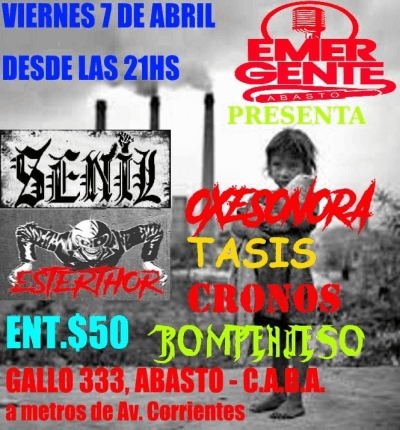 VIERNES 7 DE ABRIL
DESDE LAS 21HS
EMER
GENTE
ABASTO
PRESENTA
SENIL
ESTERTHOR
OXESONORA
TASIS
CRONOS
ROMPEHUESO
ENT.$50
GALLO 333, ABASTO - C.A.B.A.
a metros de Av. Corrientes